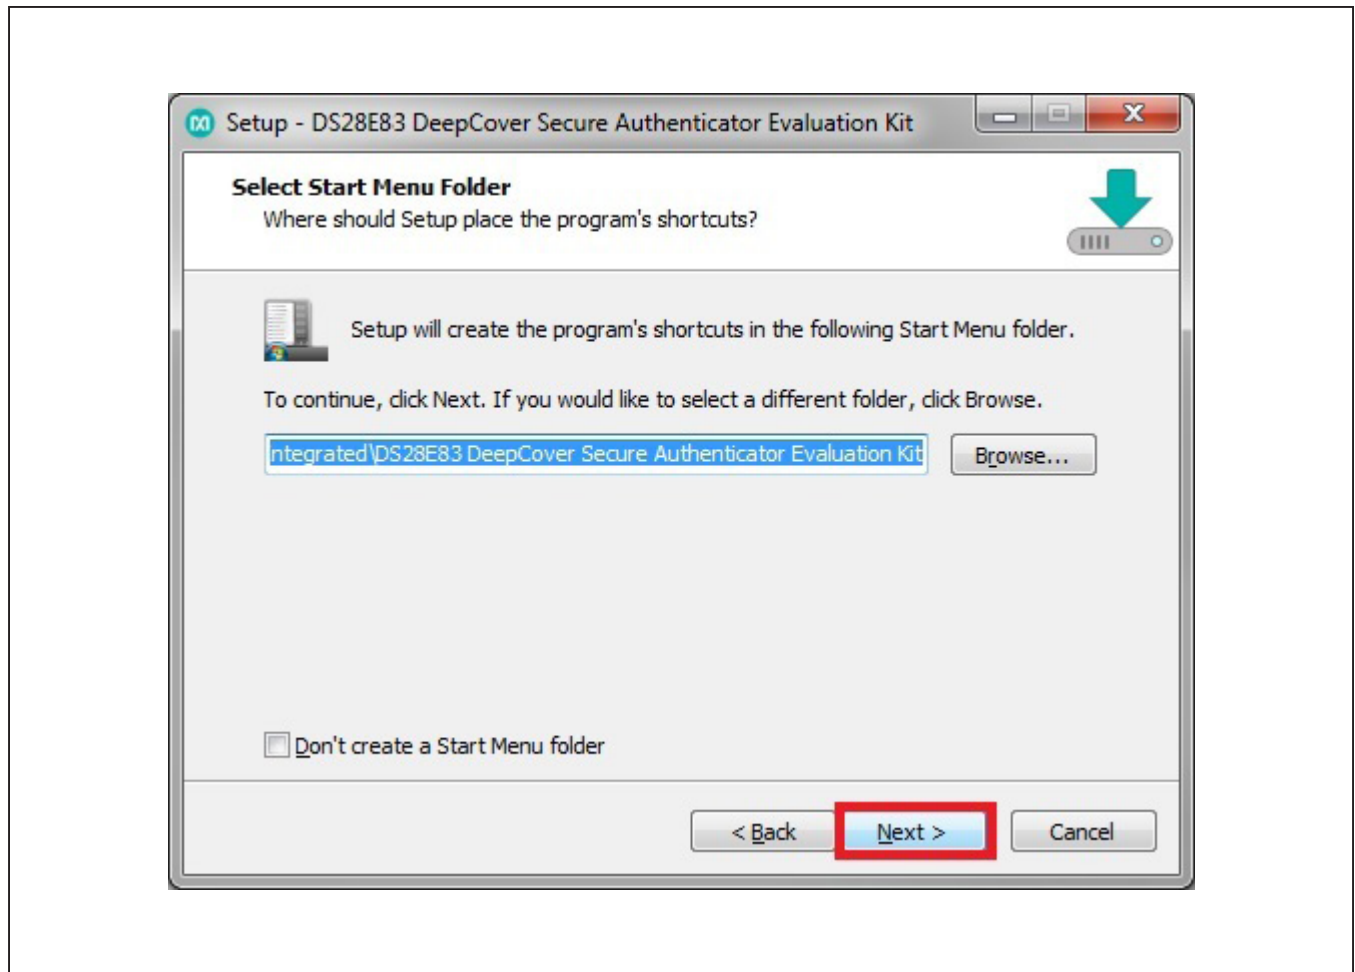 Setup - DS28E83 DeepCover Secure Authenticator Evaluation Kit
Select Start Menu Folder
Where should Setup place the program's shortcuts?
Setup will create the program's shortcuts in the following Start Menu folder.
To continue, click Next. If you would like to select a different folder, click Browse.
ntegrated\DS28E83 DeepCover Secure Authenticator Evaluation Kit
Browse...
Don't create a Start Menu folder
< Back
Next >
Cancel